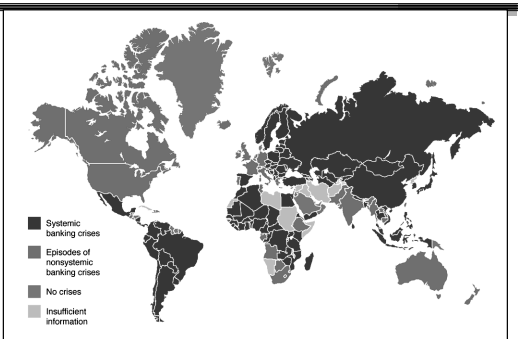 Systemic
banking crises
Episodes of
nonsystemic
banking crises
No crises
Insufficient
information